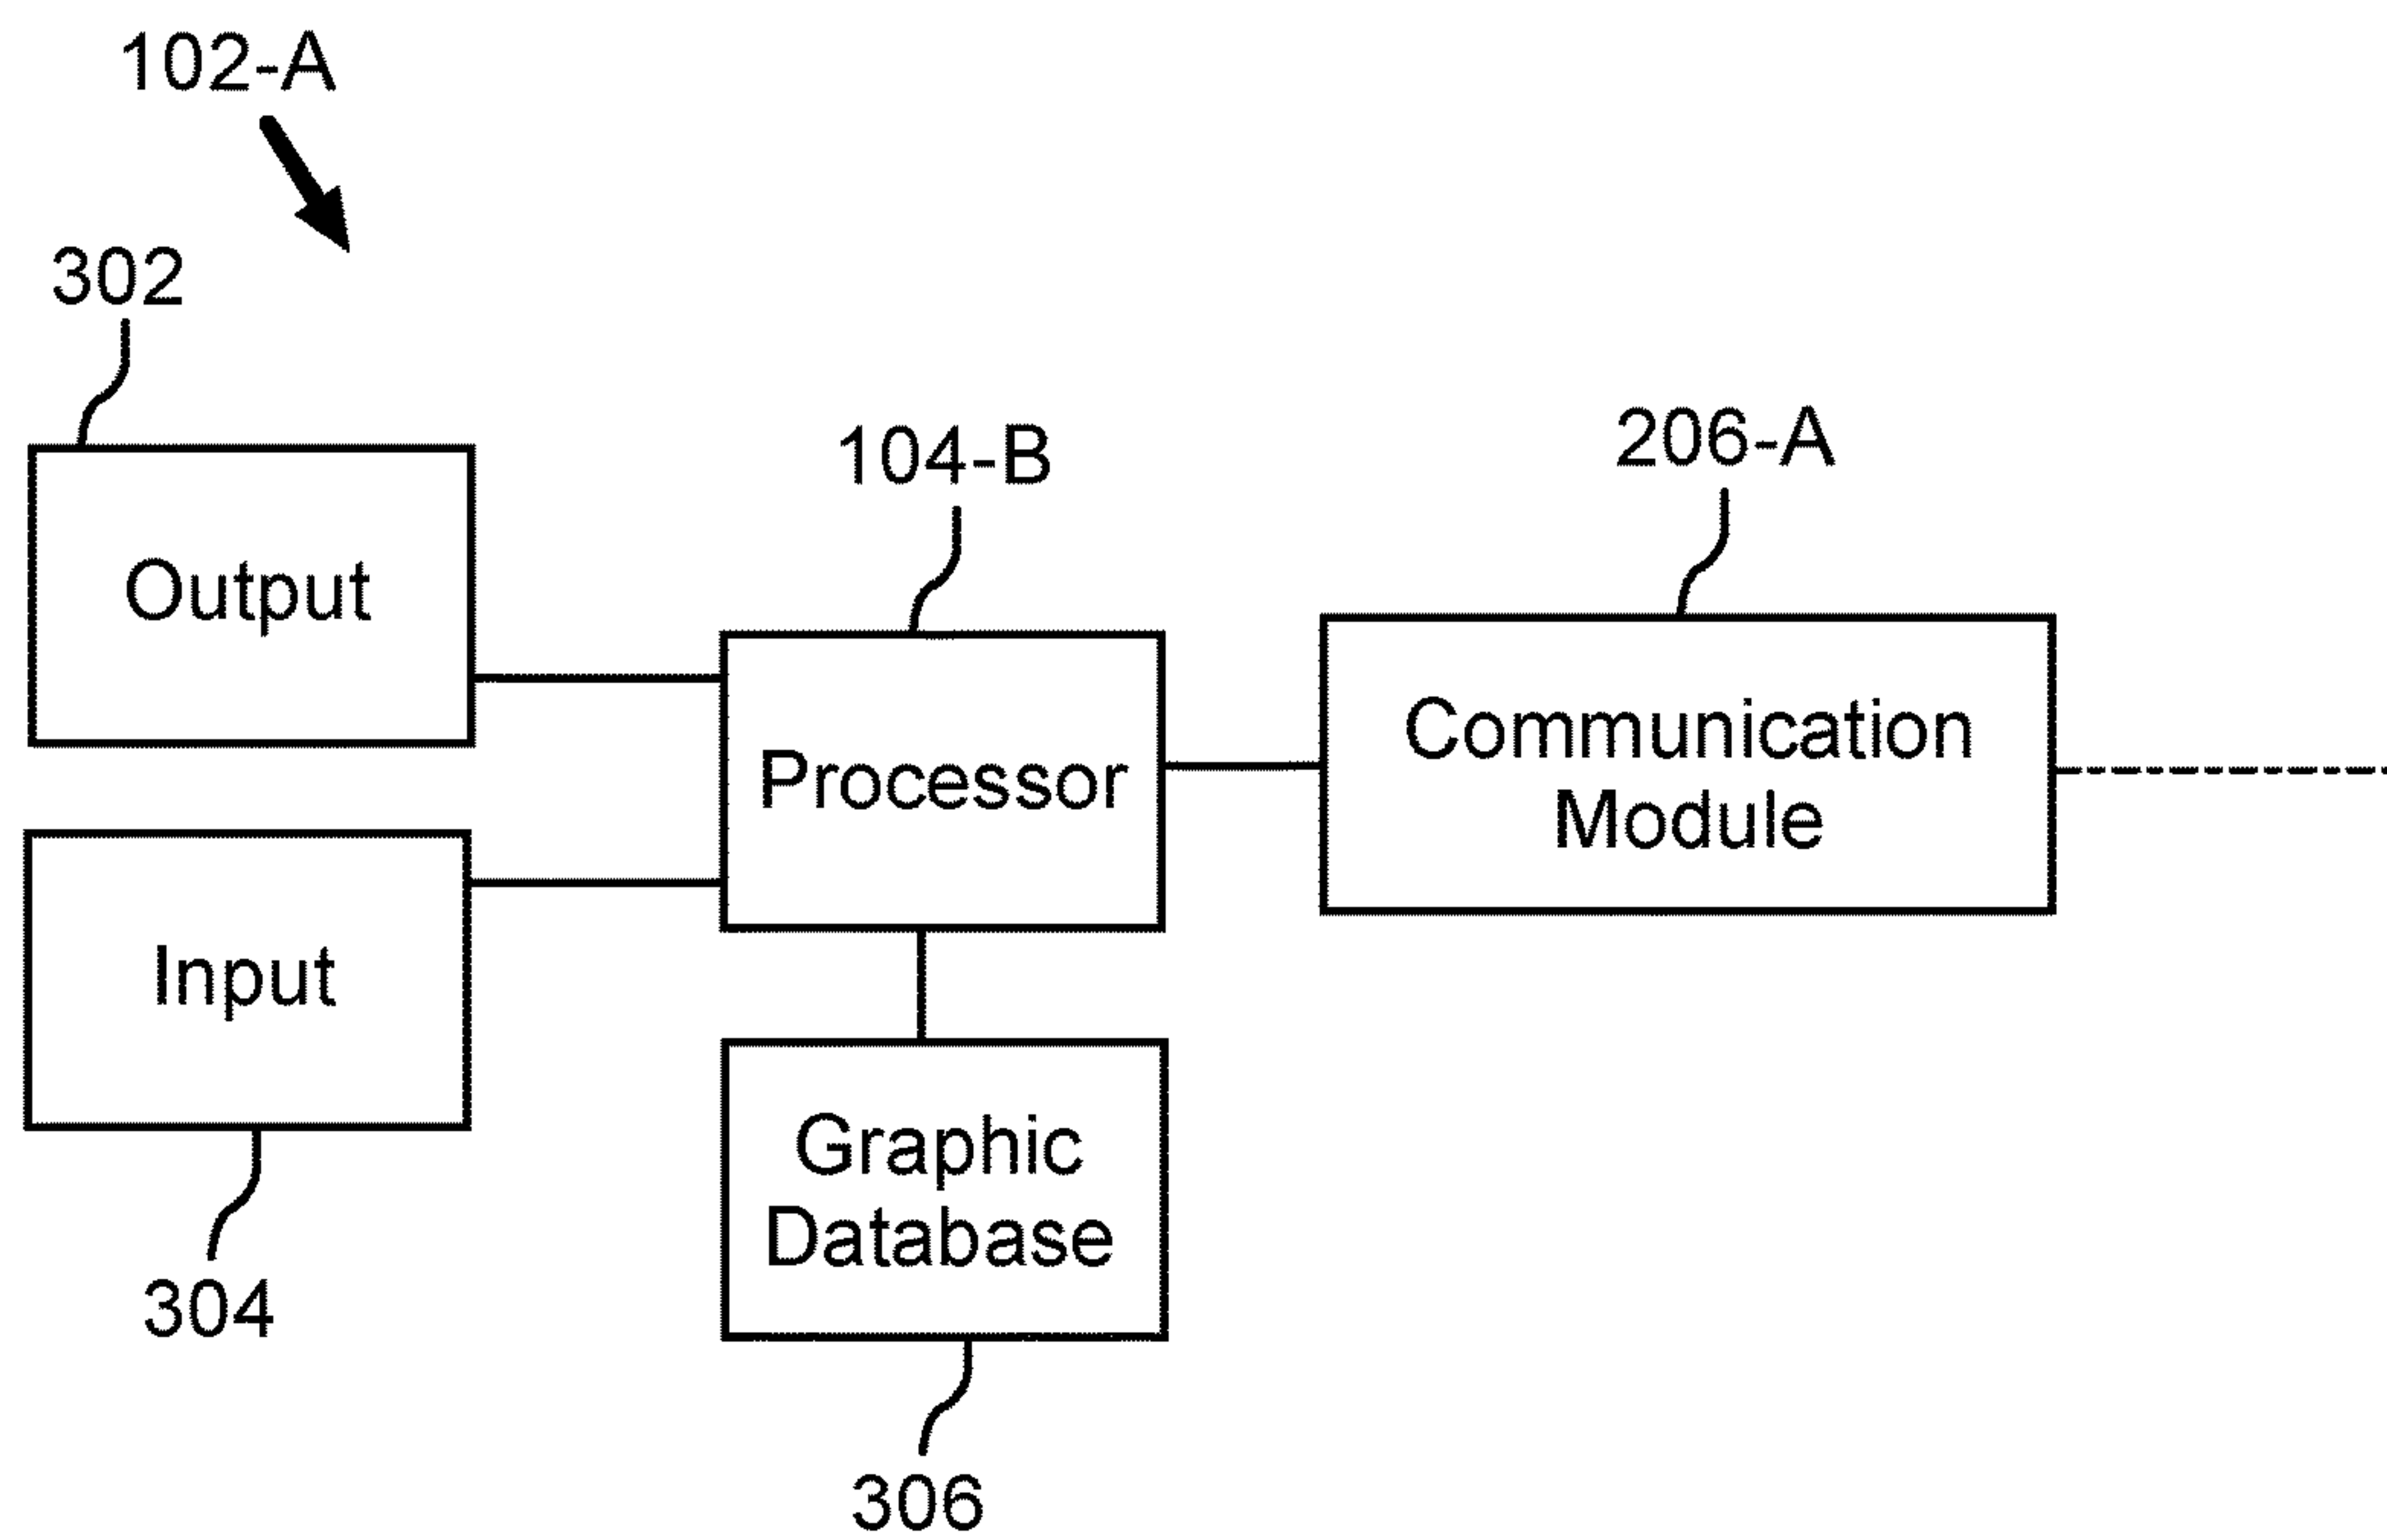 102-A
302
Output
104-B
Processor
206-A
Communication
Module
Input
304
Graphic
Database
306